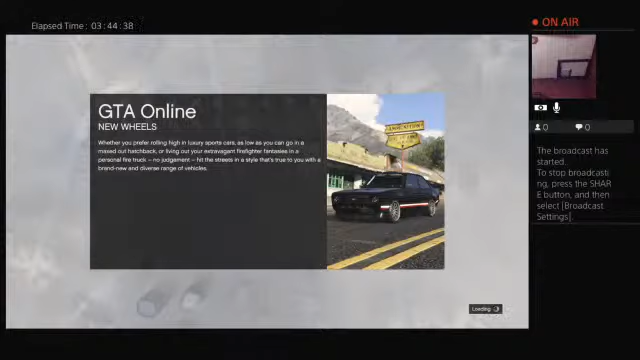 Elapsed Time : 03:44:38
ON AIR
GTA Online
NEW WHEELS
Whether you prefer rolling high in luxury sports cars, as low as you can go in a
maxed out hatchback, or living out your extravagant firefighter fantasies in a
personal fire truck – no judgement – hit the streets in a style that's true to you with a
brand-new and diverse range of vehicles.
AMMUNITION
0
0
The broadcast has
started.
To stop broadcasti
ng, press the SHAR
E button, and then
select [Broadcast
Settings].
Loading